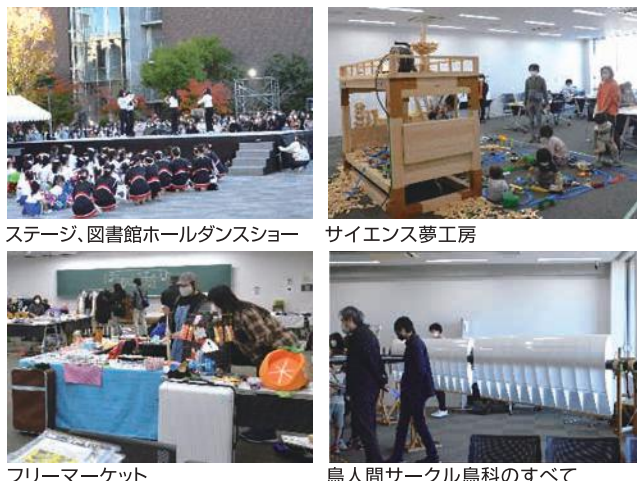 ステージ、図書館ホールダンスショー
サイエンス夢工房
フリーマーケット
鳥人間サークル鳥科のすべて